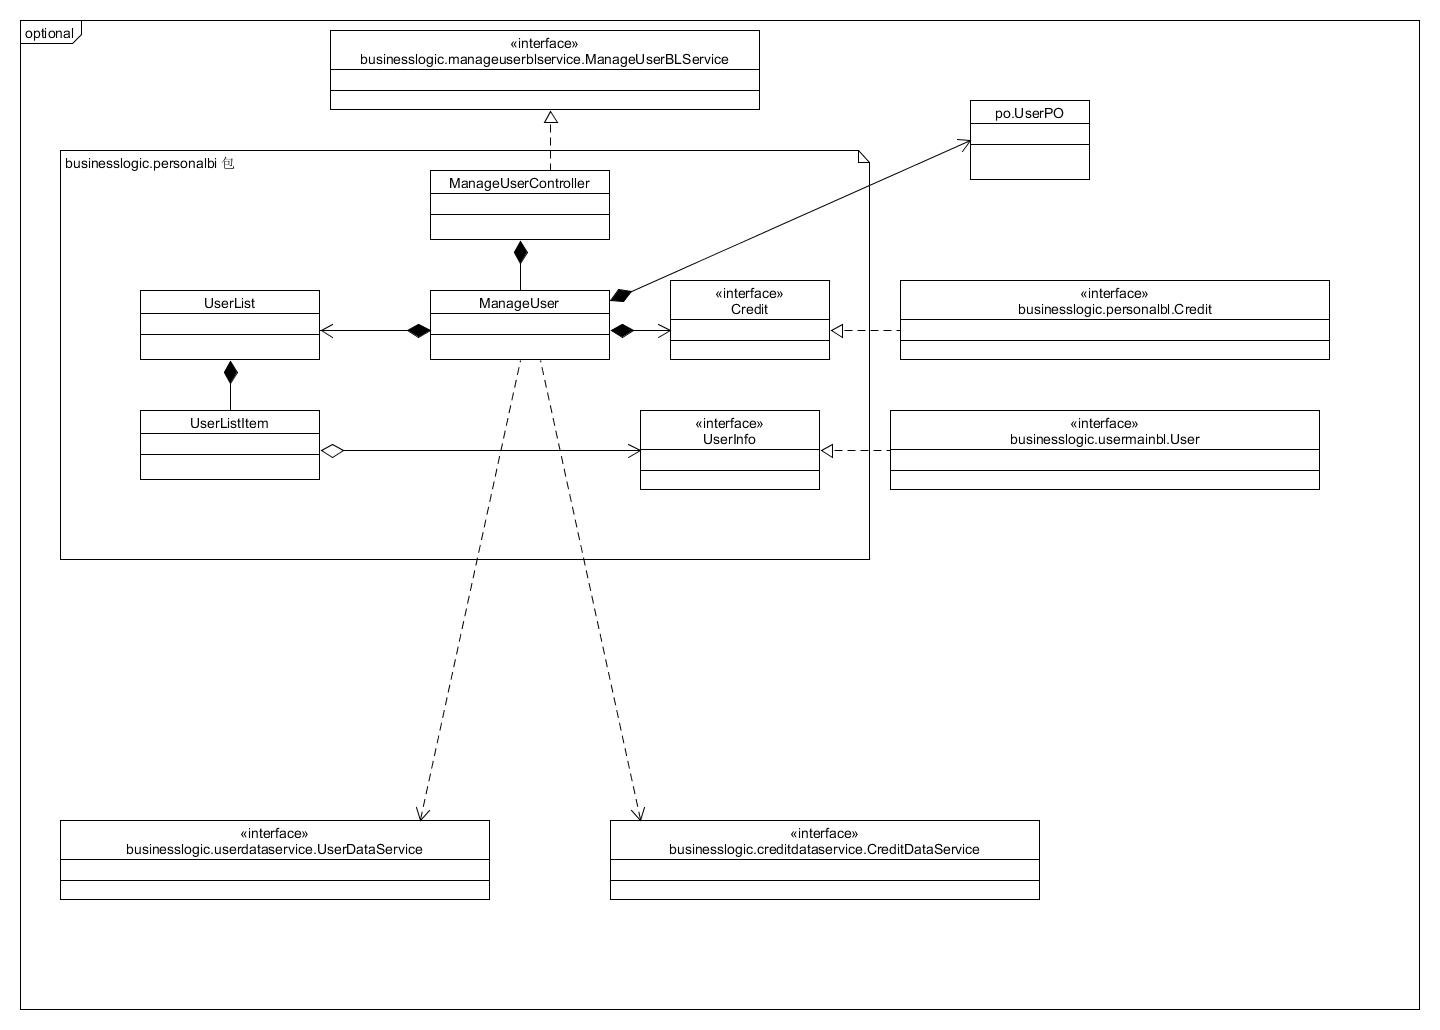 optional
«interface»
businesslogic.manageuserblservice.ManageUserBLService
po.UserPO
businesslogic.personalbi 包
ManageUserController
UserList
ManageUser
«interface»
Credit
«interface»
businesslogic.personalbl.Credit
UserListItem
«interface»
UserInfo
«interface»
businesslogic.usermainbl.User
«interface»
businesslogic.userdataservice.UserDataService
«interface»
businesslogic.creditdataservice.CreditDataService